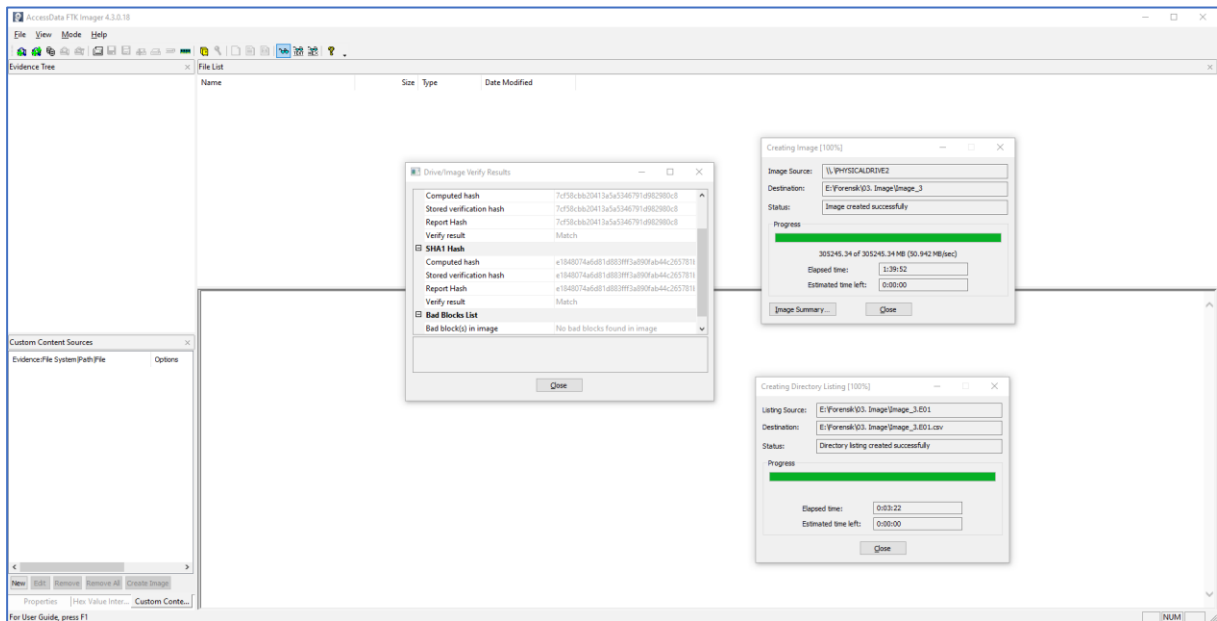 AccessData FTK Imager 4.3.0.18
File View Mode Help
Evidence Tree
File List
Name Size Type Date Modified
Custom Content Sources
Evidence:File System|Path|File Options
New Edit Remove Remove All Create Image
Properties Hex Value Inter... Custom Conte...
For User Guide, press F1
NUM
Drive/Image Verify Results
Computed hash 7cf58cbb20413a5a5346791d982980c8
Stored verification hash 7cf58cbb20413a5a5346791d982980c8
Report Hash 7cf58cbb20413a5a5346791d982980c8
Verify result Match
SHA1 Hash
Computed hash
Stored verification hash
Report Hash
Verify result Match
Bad Blocks List
Bad block(s) in image No bad blocks found in image
Close
Creating Image [100%]
Image Source: \\.\PHYSICALDRIVE2
Destination: E:\Forensik\03. Image\Image_3
Status: Image created successfully
Progress
305245.34 of 305245.34 MB (50.942 MB/sec)
Elapsed time: 1:39:52
Estimated time left: 0:00:00
Image Summary... Close
Creating Directory Listing [100%]
Listing Source: E:\Forensik\03. Image\Image_3.E01
Destination: E:\Forensik\03. Image\Image_3.E01.csv
Status: Directory listing created successfully
Progress
Elapsed time: 0:03:22
Estimated time left: 0:00:00
Close